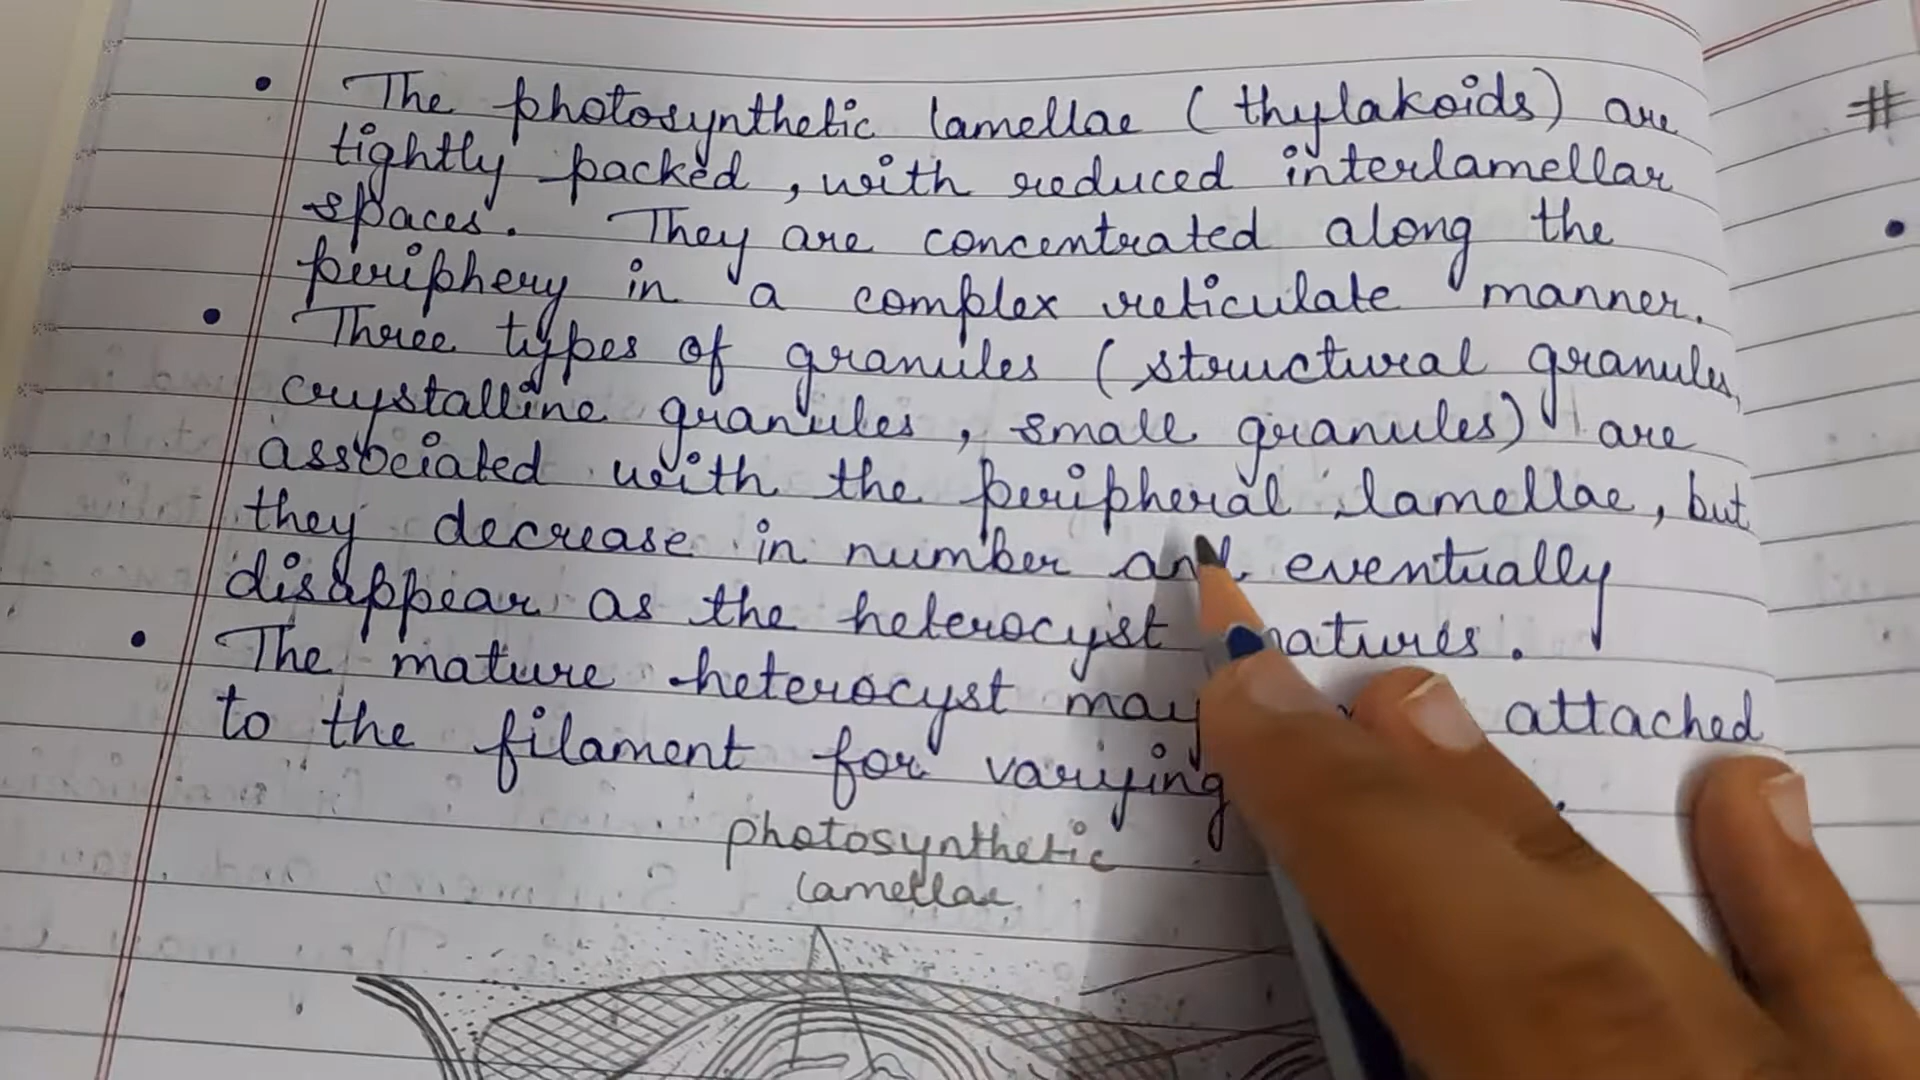 • The photosynthetic lamellae (thylakoids) are
tightly packed, with reduced interlamellar
spaces. They are concentrated along the
periphery in a complex reticulate manner.
• Three types of granules (structural granules,
crystalline granules, small granules) are
associated with the peripheral lamellae, but
they decrease in number and eventually
disappear as the heterocyst matures.
• The mature heterocyst may attached
to the filament for varying
photosynthetic
lamellae
#
•